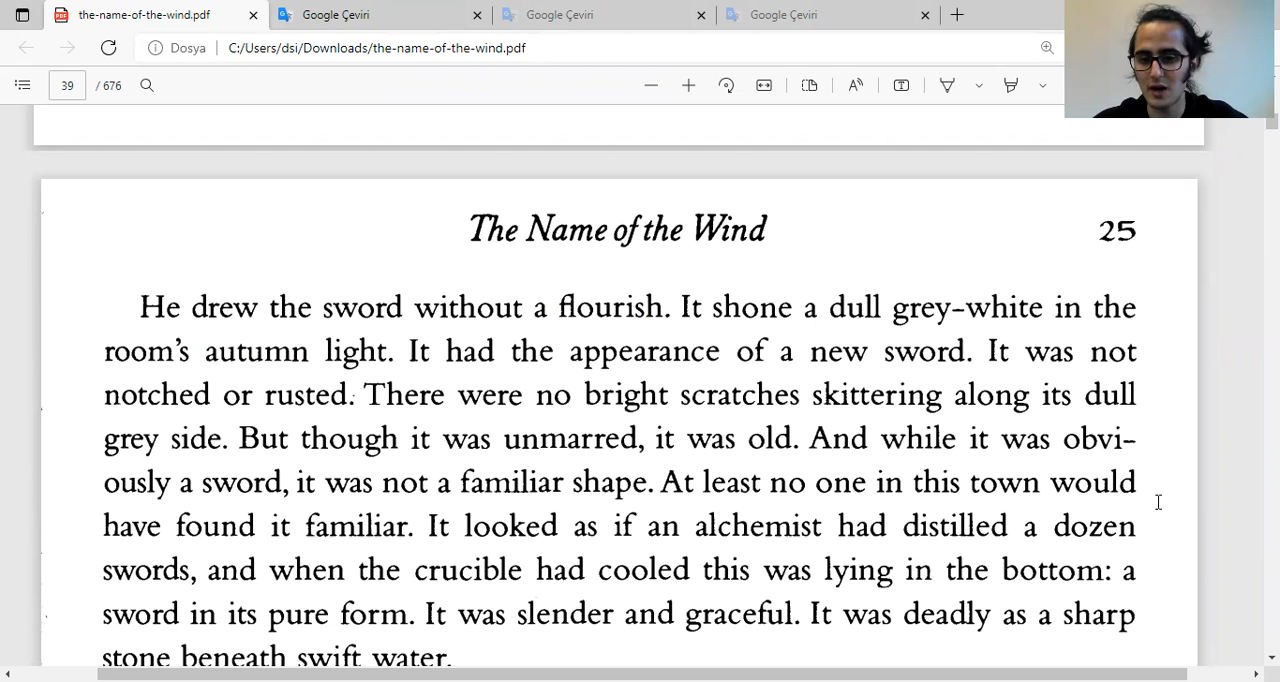 the-name-of-the-wind.pdf
Google Çeviri
Google Çeviri
Google Çeviri
Dosya
C:/Users/dsi/Downloads/the-name-of-the-wind.pdf
39
/ 676
The Name of the Wind
25
He drew the sword without a flourish. It shone a dull grey-white in the
room's autumn light. It had the appearance of a new sword. It was not
notched or rusted. There were no bright scratches skittering along its dull
grey side. But though it was unmarred, it was old. And while it was obvi-
ously a sword, it was not a familiar shape. At least no one in this town would
have found it familiar. It looked as if an alchemist had distilled a dozen
swords, and when the crucible had cooled this was lying in the bottom: a
sword in its pure form. It was slender and graceful. It was deadly as a sharp
stone beneath swift water.